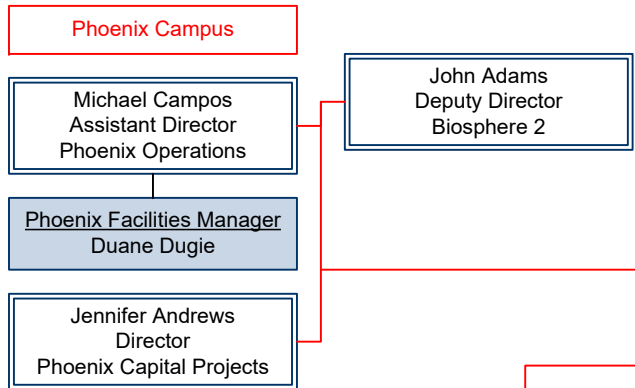 Phoenix Campus
Michael Campos
Assistant Director
Phoenix Operations
John Adams
Deputy Director
Biosphere 2
Phoenix Facilities Manager
Duane Dugie
Jennifer Andrews
Director
Phoenix Capital Projects